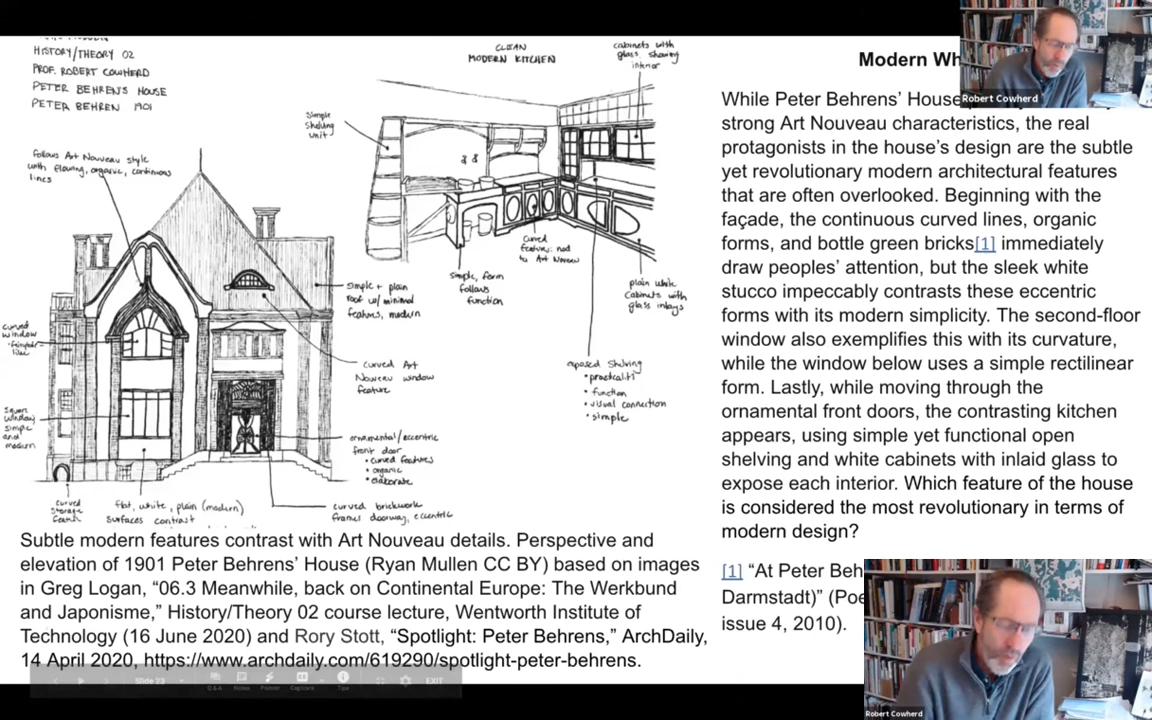 HISTORY/THEORY 02
PROF. ROBERT COWHERD
PETER BEHREN'S HOUSE
PETER BEHREN 1901
follows Art Nouveau style
with flowing, organic, continuous
lines
curved
window
square
window;
simple
and
modern
curved
storage
flat, white, plain (modern)
surfaces contrast
simple + plain
roof w/ minimal
features, modern
curved Art
Nouveau window
feature
ornamental/eccentric
front door
• curved features
• organic
• elaborate
curved brickwork
frames doorway, eccentric
CLEAN
MODERN KITCHEN
simple
shelving
unit
cabinets with
glass showing
interior
curved
features: nod
to Art Nouveau
simple, form
follows
function
plain white
cabinets with
glass inlays
exposed shelving
• practicality
• function
• visual connection
• simple
Subtle modern features contrast with Art Nouveau details. Perspective and
elevation of 1901 Peter Behrens' House (Ryan Mullen CC BY) based on images
in Greg Logan, "06.3 Meanwhile, back on Continental Europe: The Werkbund
and Japonisme," History/Theory 02 course lecture, Wentworth Institute of
Technology (16 June 2020) and Rory Stott, "Spotlight: Peter Behrens," ArchDaily,
14 April 2020, https://www.archdaily.com/619290/spotlight-peter-behrens.
Slide 23
Q&A Notes Pointer Captions Tips EXIT
Modern Wh
While Peter Behrens' House
strong Art Nouveau characteristics, the real
protagonists in the house's design are the subtle
yet revolutionary modern architectural features
that are often overlooked. Beginning with the
façade, the continuous curved lines, organic
forms, and bottle green bricks[1] immediately
draw peoples' attention, but the sleek white
stucco impeccably contrasts these eccentric
forms with its modern simplicity. The second-floor
window also exemplifies this with its curvature,
while the window below uses a simple rectilinear
form. Lastly, while moving through the
ornamental front doors, the contrasting kitchen
appears, using simple yet functional open
shelving and white cabinets with inlaid glass to
expose each interior. Which feature of the house
is considered the most revolutionary in terms of
modern design?
[1] "At Peter Beh
Darmstadt)" (Poe
issue 4, 2010).
Robert Cowherd
Robert Cowherd